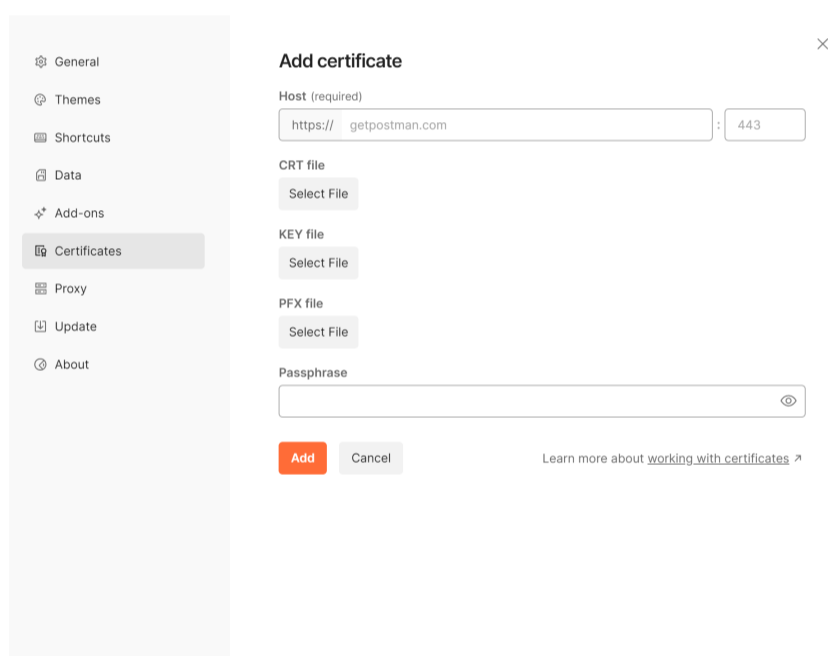 General
Themes
Shortcuts
Data
Add-ons
Certificates
Proxy
Update
About
Add certificate
Host (required)
https:// getpostman.com : 443
CRT file
Select File
KEY file
Select File
PFX file
Select File
Passphrase
Add Cancel Learn more about working with certificates ↗